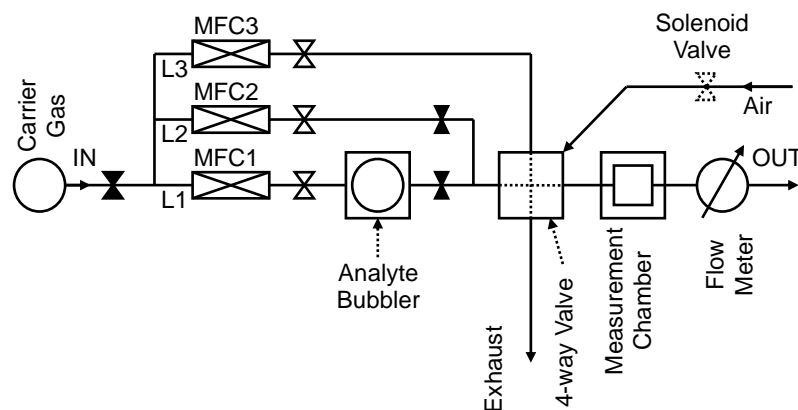 MFC3
Solenoid
Valve
L3
Carrier
Gas
MFC2
Air
L2
IN
MFC1
OUT
L1
Analyte
Bubbler
Exhaust
4-way Valve
Measurement
Chamber
Flow
Meter